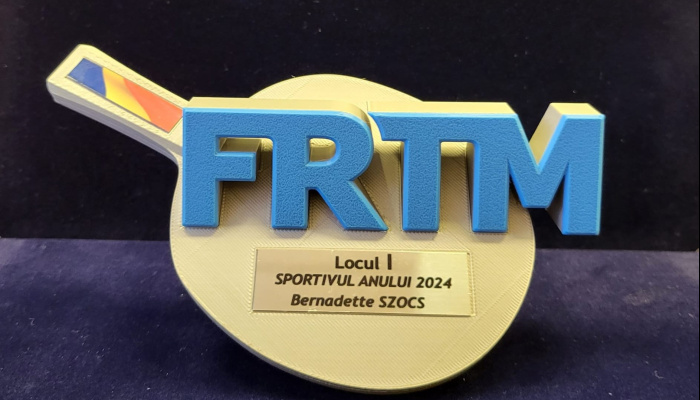 FRTM
Locul I
SPORTIVUL ANULUI 2024
Bernadette SZOCS